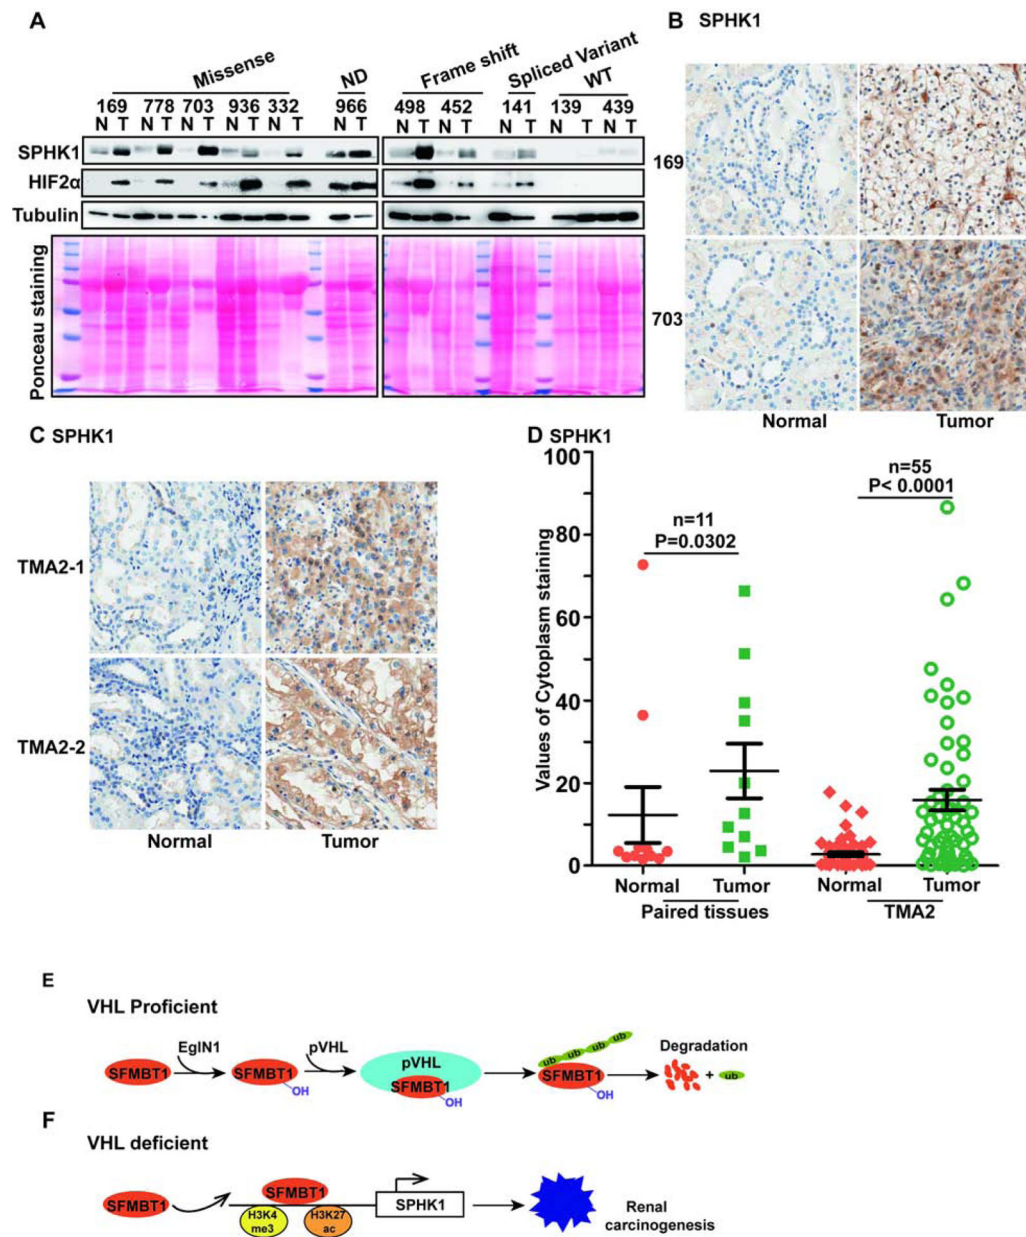 A
Missense
ND
Frame shift
Spliced Variant
WT
169 778 703 936 332 966 498 452 141 139 439
N T N T N T N T N T N T N T N T N T N T N T
SPHK1
HIF2α
Tubulin
Ponceau staining
B SPHK1
169
703
Normal Tumor
C SPHK1
TMA2-1
TMA2-2
Normal Tumor
D SPHK1
Values of Cytoplasm staining
100
80
60
40
20
0
n=11
P=0.0302
n=55
P< 0.0001
Normal Tumor Normal Tumor
Paired tissues TMA2
E
VHL Proficient
EglN1 pVHL
SFMBT1 SFMBT1 OH
pVHL
SFMBT1
OH
ub ub ub ub
SFMBT1
OH
Degradation
+ ub
F
VHL deficient
SFMBT1
SFMBT1
H3K4
me3
H3K27
ac
SPHK1
Renal
carcinogenesis